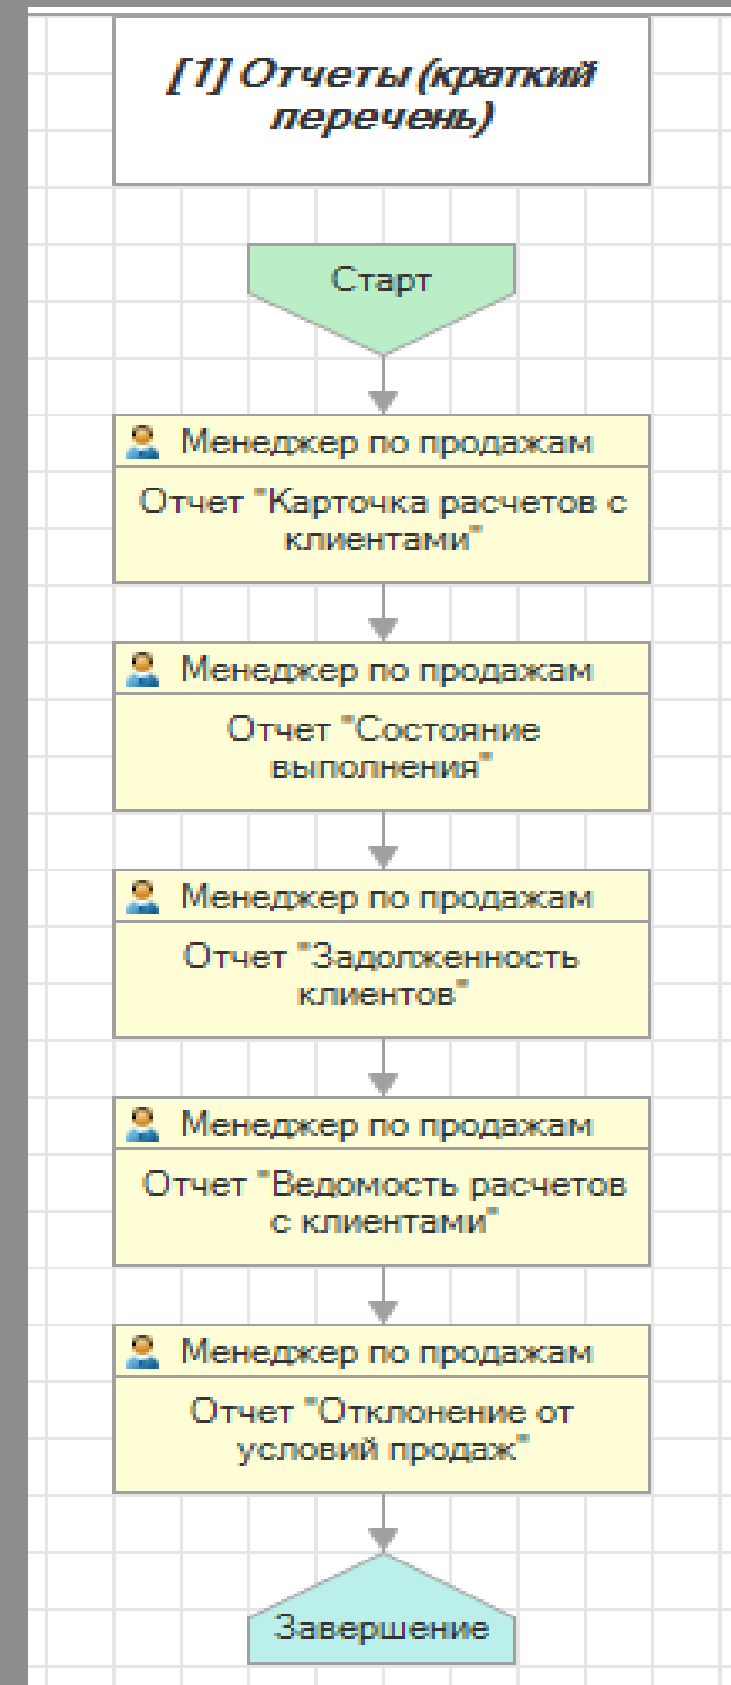 [1] Отчеты (краткий
перечень)
Старт
Менеджер по продажам
Отчет "Карточка расчетов с
клиентами"
Менеджер по продажам
Отчет "Состояние
выполнения"
Менеджер по продажам
Отчет "Задолженность
клиентов"
Менеджер по продажам
Отчет "Ведомость расчетов
с клиентами"
Менеджер по продажам
Отчет "Отклонение от
условий продаж"
Завершение